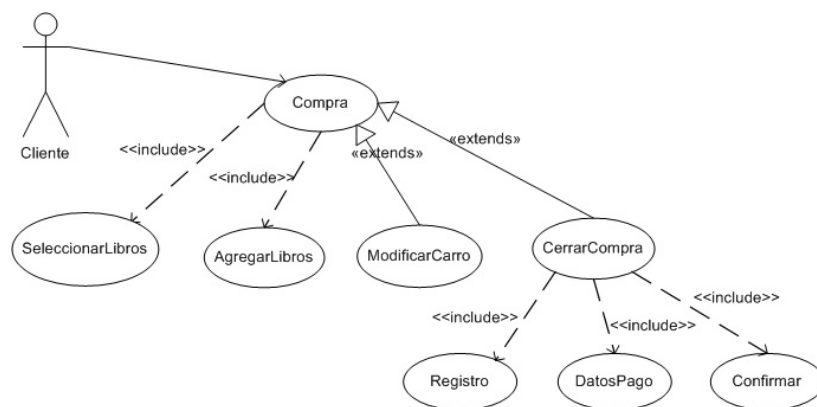 Compra
Cliente
<<include>>
«extends»
«extends»
<<include>>
SeleccionarLibros
AgregarLibros
ModificarCarro
CerrarCompra
<<include>>
<<include>>
<<include>>
Registro
DatosPago
Confirmar